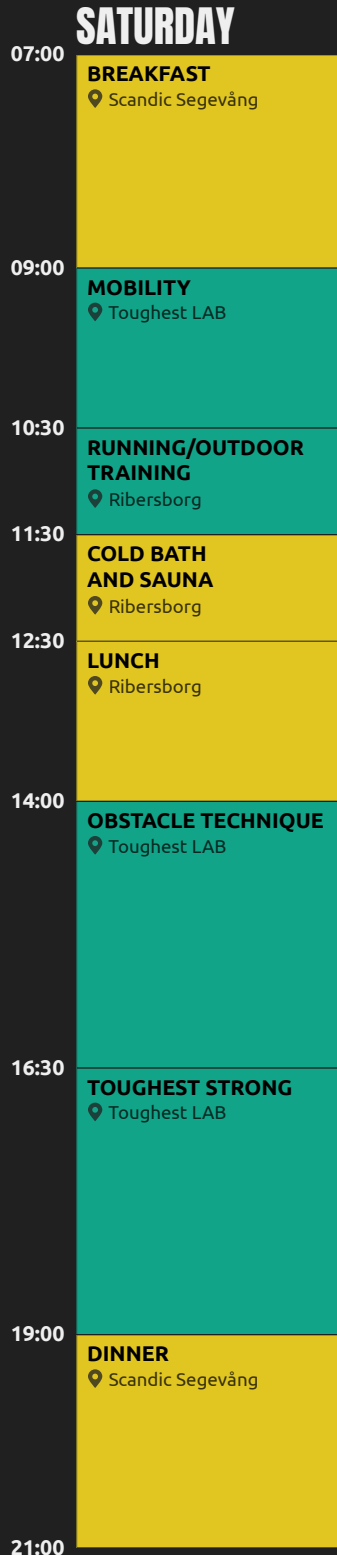 SATURDAY
07:00
BREAKFAST
Scandic Segevång
09:00
MOBILITY
Toughest LAB
10:30
RUNNING/OUTDOOR
TRAINING
Ribersborg
11:30
COLD BATH
AND SAUNA
Ribersborg
12:30
LUNCH
Ribersborg
14:00
OBSTACLE TECHNIQUE
Toughest LAB
16:30
TOUGHEST STRONG
Toughest LAB
19:00
DINNER
Scandic Segevång
21:00